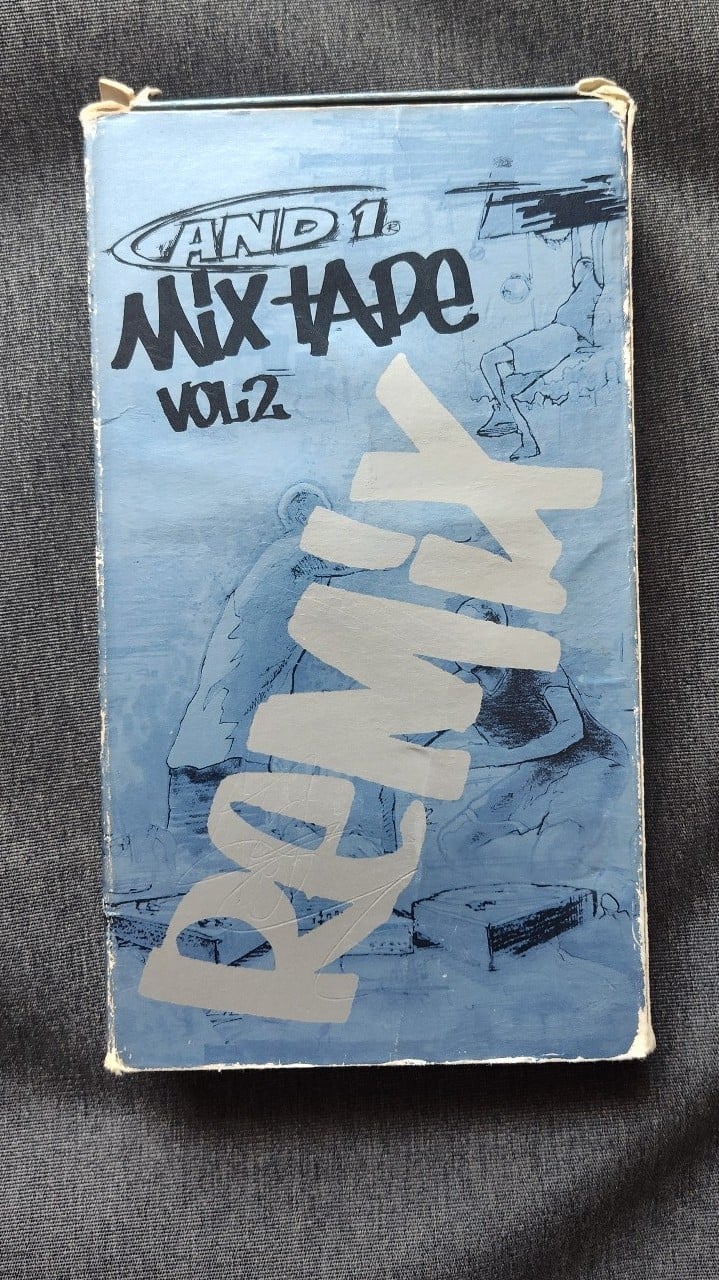 AND 1®
MiX tAPe
VOL.2
ReMiX